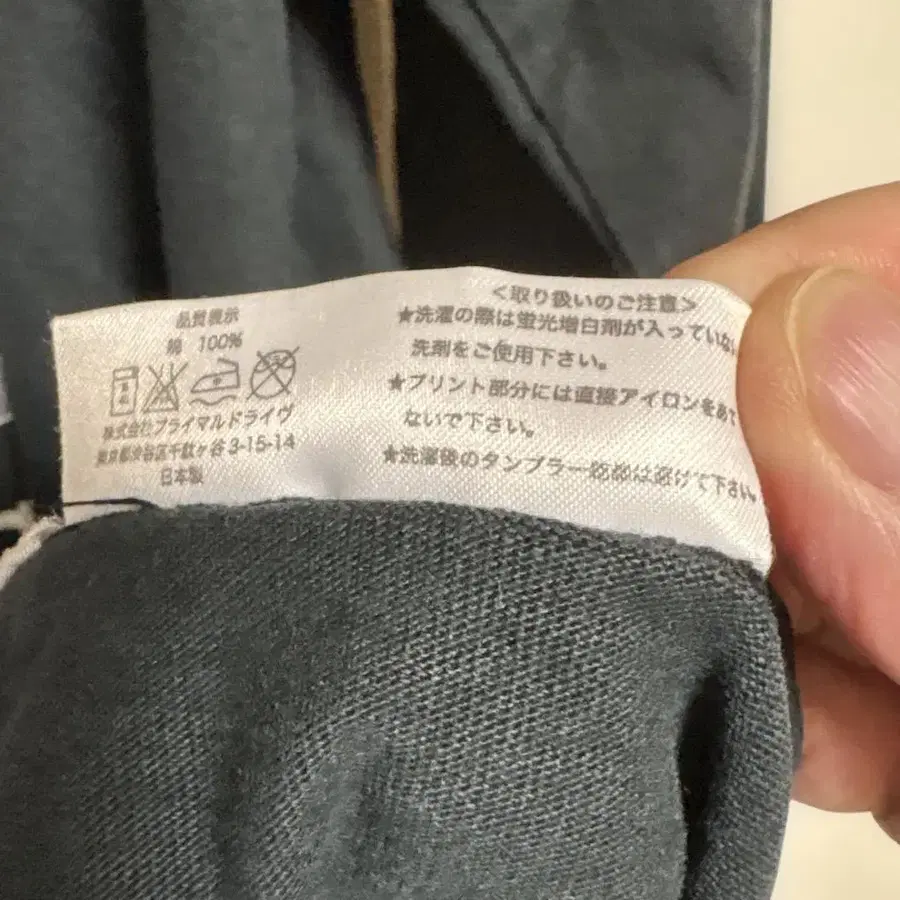 品質表示
綿 100%
株式会社プライマルドライヴ
東京都渋谷区千駄ヶ谷 3-15-14
日本製
<取り扱いのご注意>
★洗濯の際は蛍光増白剤が入っていない
洗剤をご使用下さい。
★プリント部分には直接アイロンをあて
ないで下さい。
★洗濯後のタンブラー乾燥は避けて下さい。